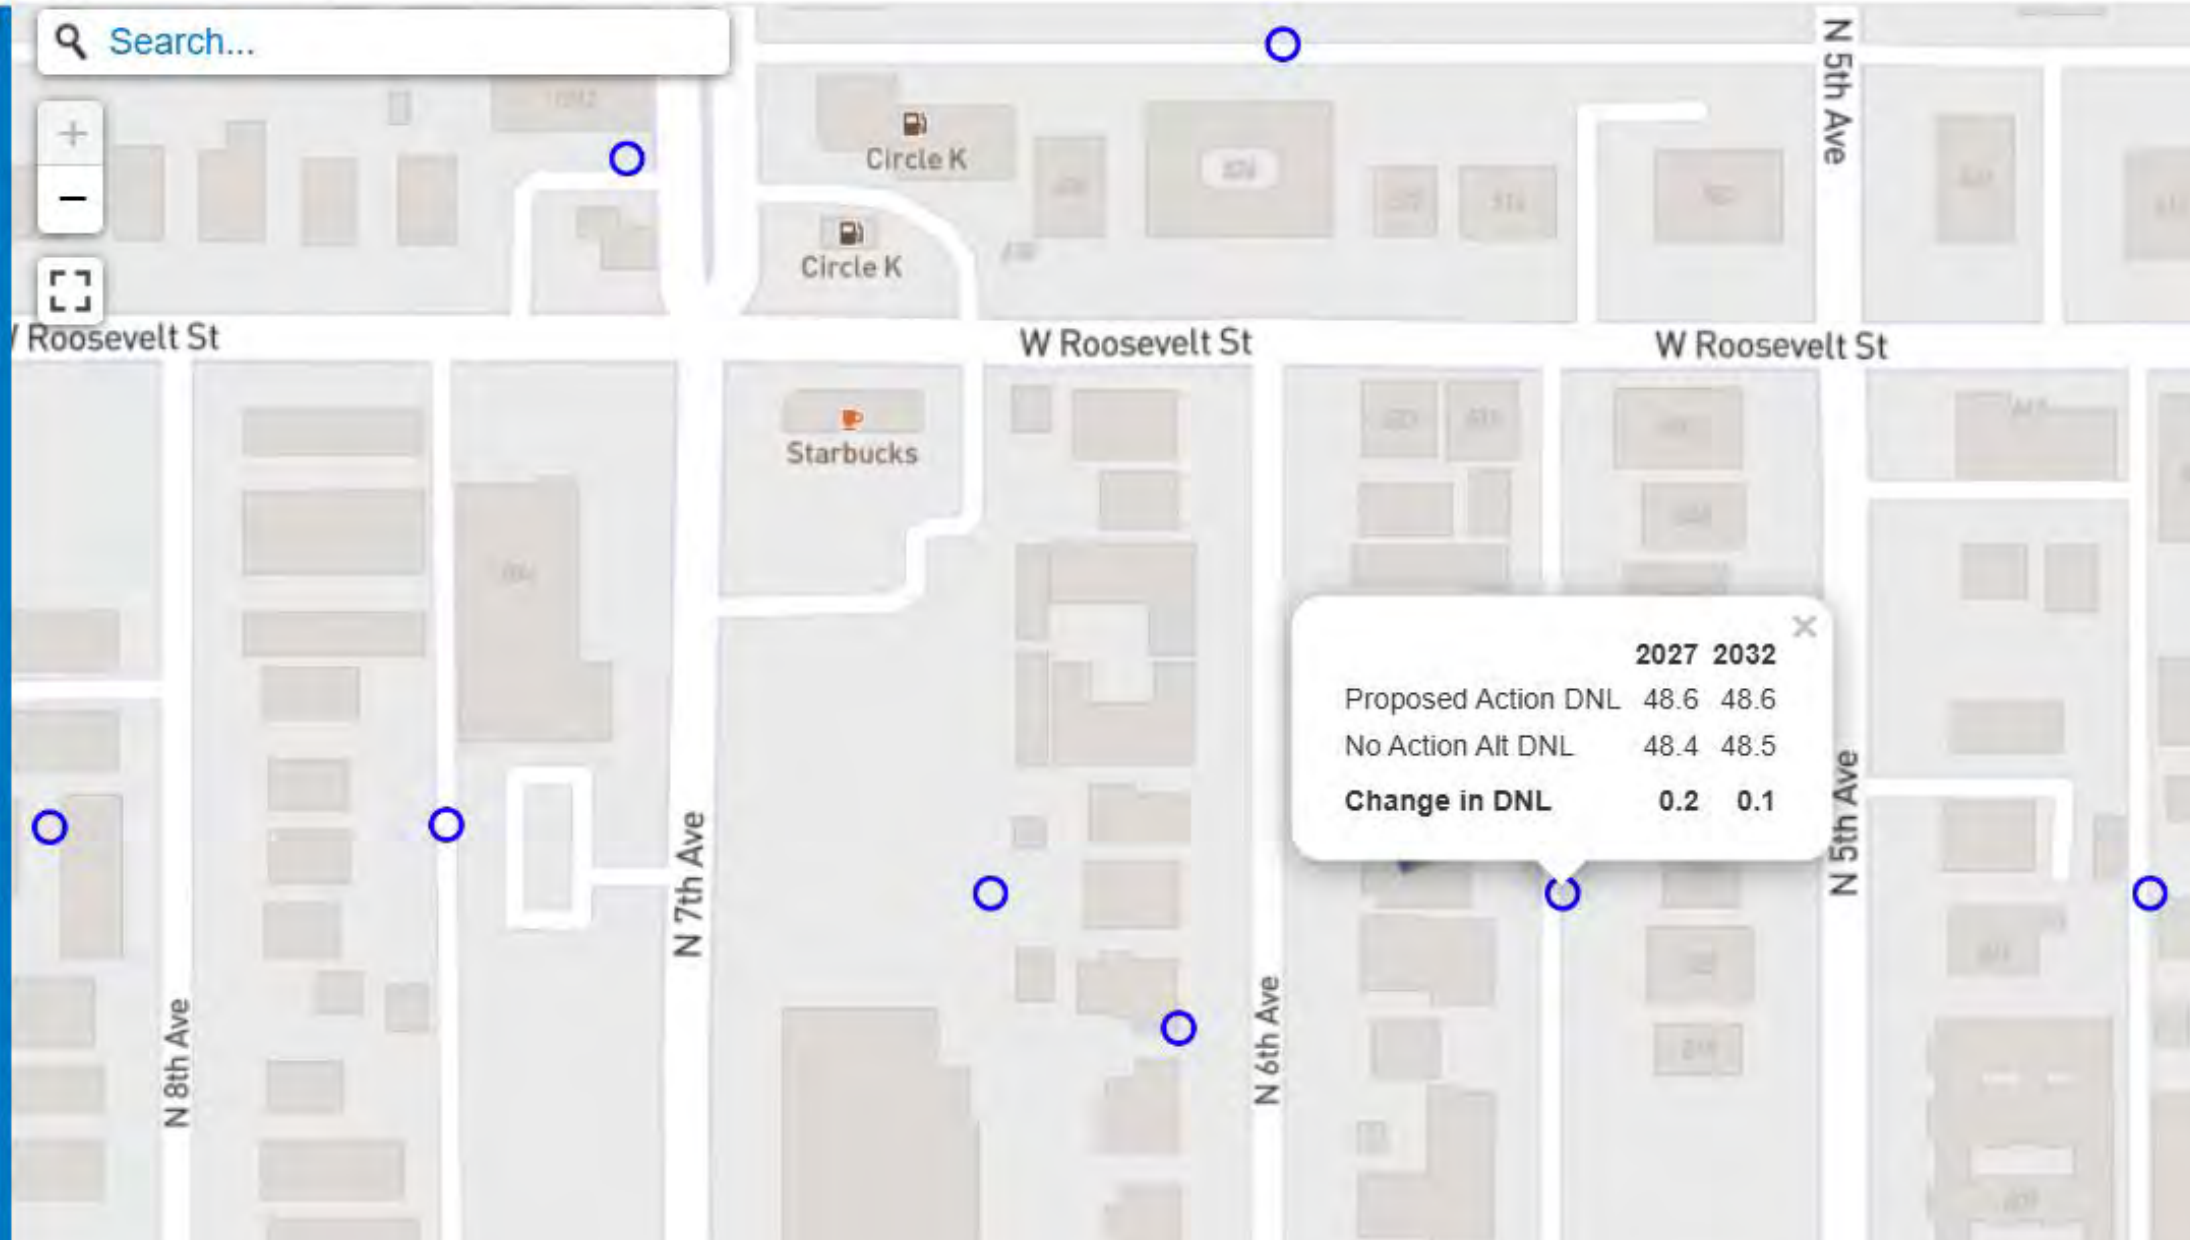 Search...
N 5th Ave
Circle K
Circle K
W Roosevelt St
W Roosevelt St
Roosevelt St
Starbucks
2027 2032
Proposed Action DNL 48.6 48.6
No Action Alt DNL 48.4 48.5
Change in DNL 0.2 0.1
N 5th Ave
N 7th Ave
N 6th Ave
N 8th Ave